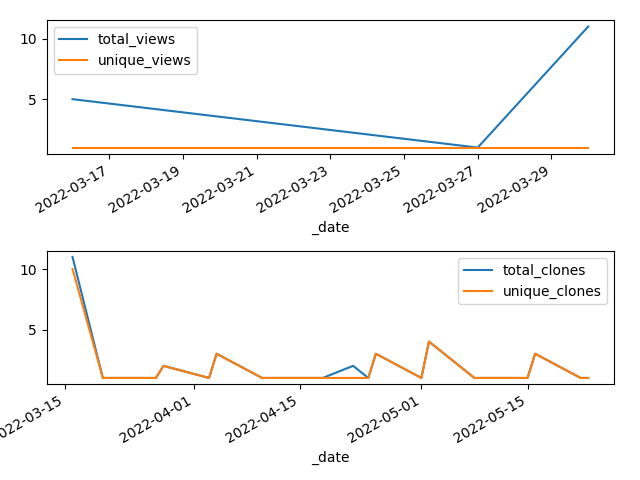 10
5
total_views
unique_views
2022-03-17
2022-03-19
2022-03-21
2022-03-23
2022-03-25
2022-03-27
2022-03-29
_date
10
5
total_clones
unique_clones
022-03-15
2022-04-01
2022-04-15
2022-05-01
2022-05-15
_date